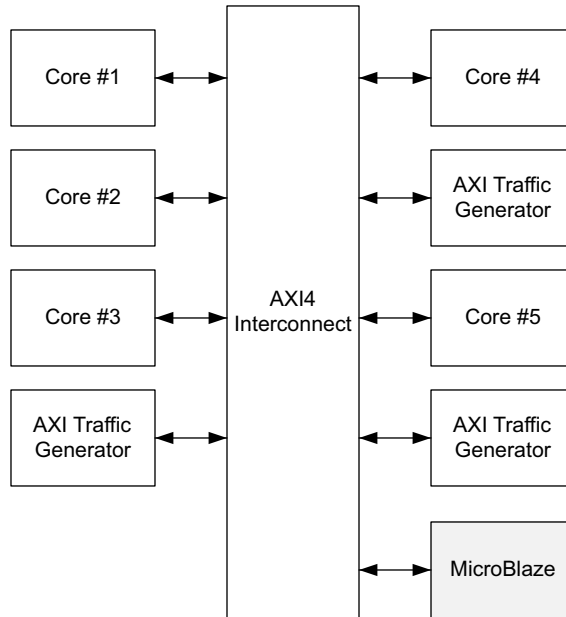 Core #1
Core #2
Core #3
AXI Traffic
Generator
AXI4
Interconnect
Core #4
AXI Traffic
Generator
Core #5
AXI Traffic
Generator
MicroBlaze